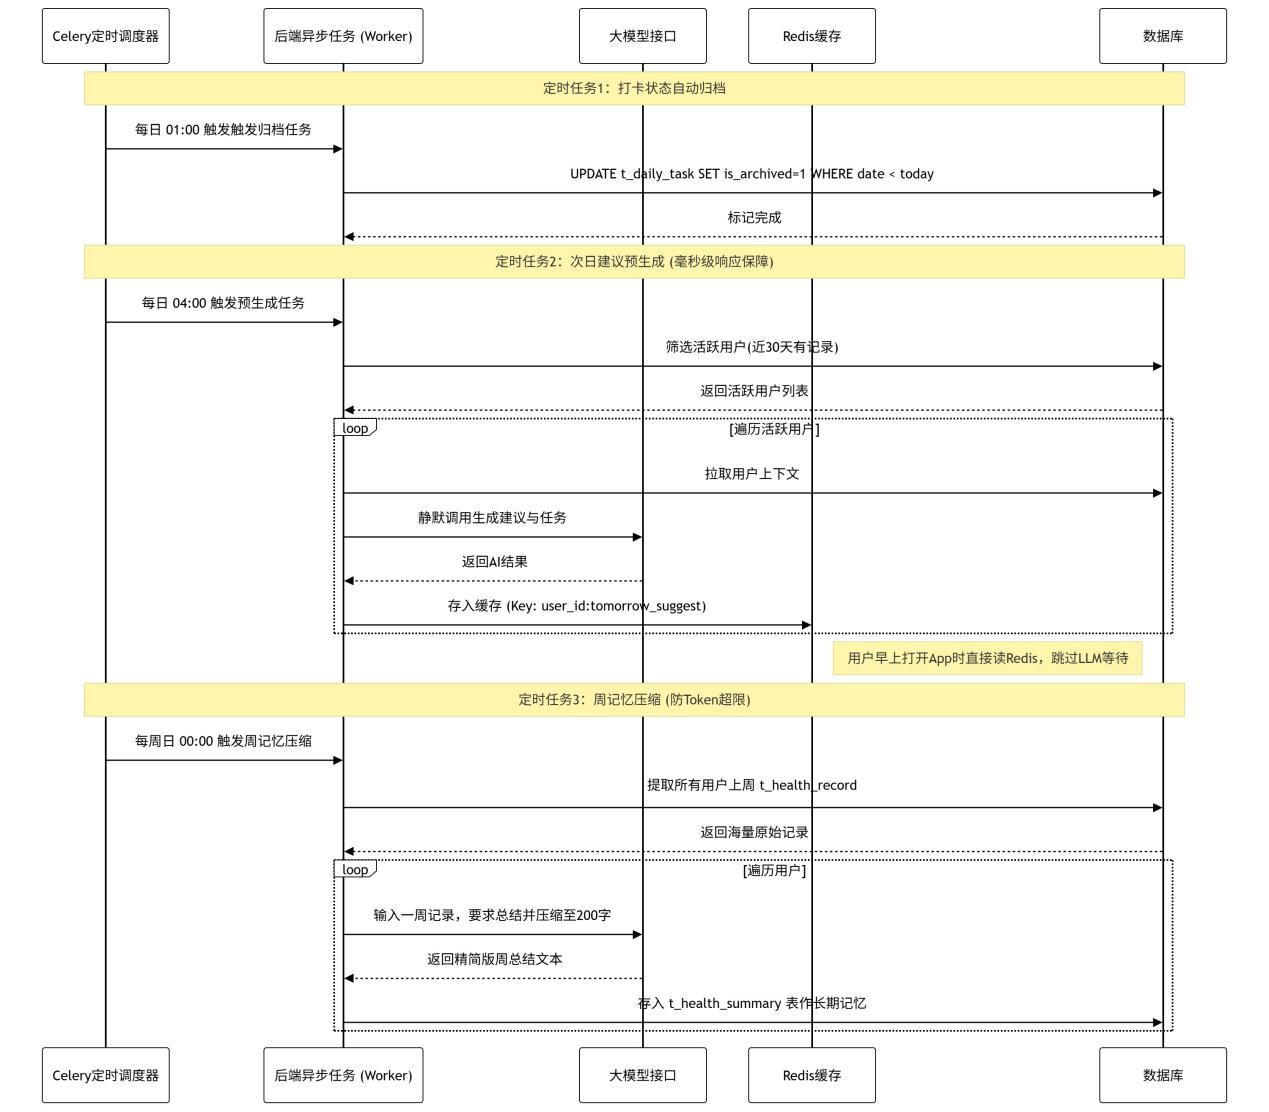 Celery定时调度器
后端异步任务 (Worker)
大模型接口
Redis缓存
数据库
定时任务1：打卡状态自动归档
每日 01:00 触发触发归档任务
UPDATE t_daily_task SET is_archived=1 WHERE date < today
标记完成
定时任务2：次日建议预生成 (毫秒级响应保障)
每日 04:00 触发预生成任务
筛选活跃用户(近30天有记录)
返回活跃用户列表
loop
[遍历活跃用户]
拉取用户上下文
静默调用生成建议与任务
返回AI结果
存入缓存 (Key: user_id:tomorrow_suggest)
用户早上打开App时直接读Redis，跳过LLM等待
定时任务3：周记忆压缩 (防Token超限)
每周日 00:00 触发周记忆压缩
提取所有用户上周 t_health_record
返回海量原始记录
loop
[遍历用户]
输入一周记录，要求总结并压缩至200字
返回精简版周总结文本
存入 t_health_summary 表作长期记忆
Celery定时调度器
后端异步任务 (Worker)
大模型接口
Redis缓存
数据库